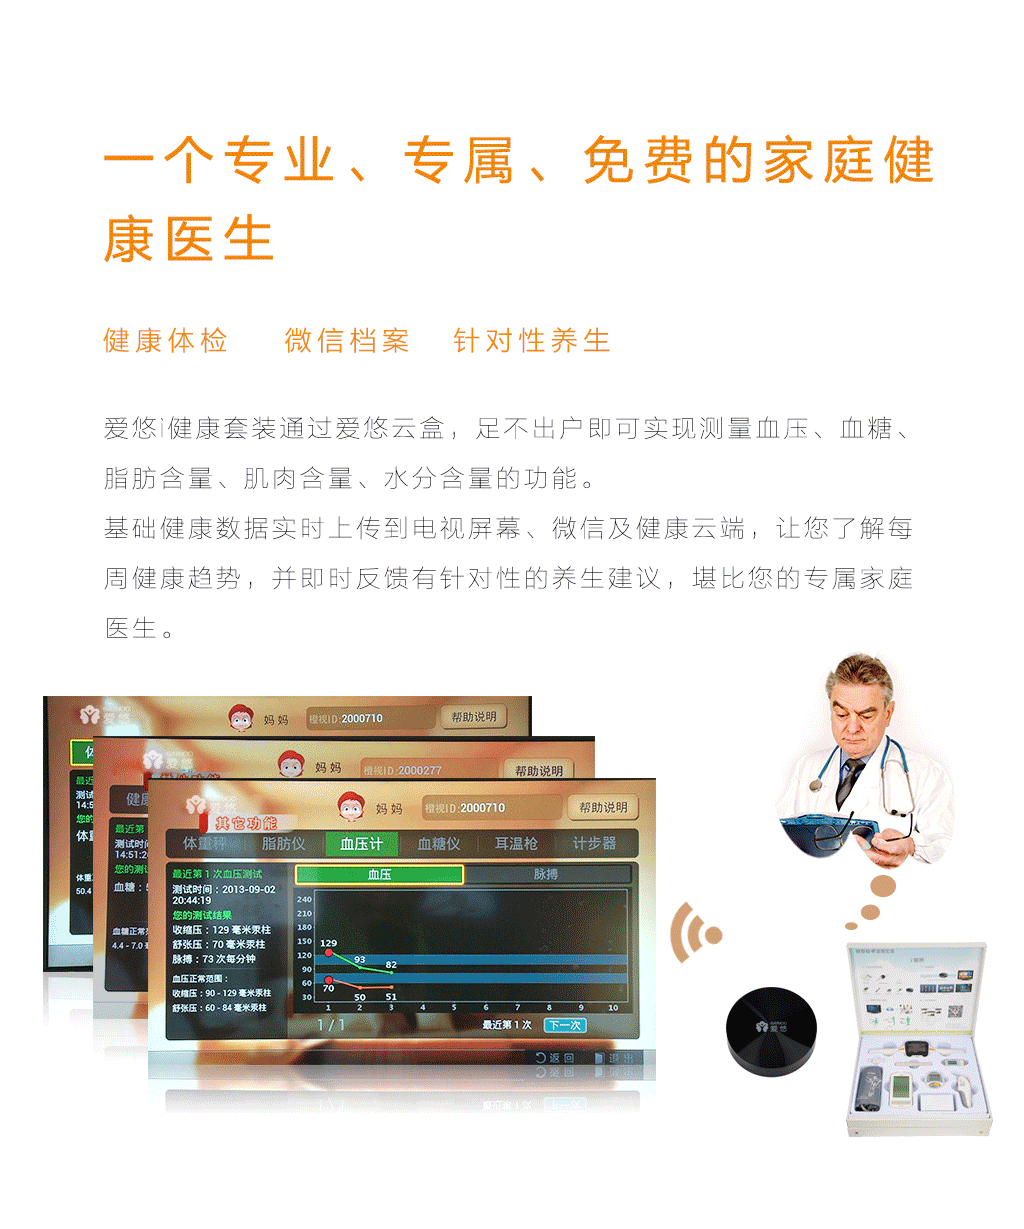 一个专业、专属、免费的家庭健
康医生
健康体检 微信档案 针对性养生
爱悠i健康套装通过爱悠云盒，足不出户即可实现测量血压、血糖、
脂肪含量、肌肉含量、水分含量的功能。
基础健康数据实时上传到电视屏幕、微信及健康云端，让您了解每
周健康趋势，并即时反馈有针对性的养生建议，堪比您的专属家庭
医生。
爱悠 妈妈 橙视ID:2000710 帮助说明
体
最近
测试
14:5
您的
体重
体重
50.4
爱悠 妈妈 橙视ID:2000277 帮助说明
健康
最近第
测试时
14:51:2
您的测
血糖：5
血糖正常
4.4 - 7.0
爱悠 妈妈 橙视ID:2000710 帮助说明
其它功能
体重秤 脂肪仪 血压计 血糖仪 耳温枪 计步器
最近第1次血压测试
测试时间：2013-09-02
20:44:19
您的测试结果
收缩压：129 毫米汞柱
舒张压：70 毫米汞柱
脉搏：73 次每分钟
血压正常范围：
收缩压：90 - 129 毫米汞柱
舒张压：60 - 84 毫米汞柱
血压 脉搏
240
210
180
150
120
90
60
30
129
93
82
70
50
51
1 2 3 4 5 6 7 8 9 10
1 / 1 最近第1次 下一次
返回 退出
爱悠